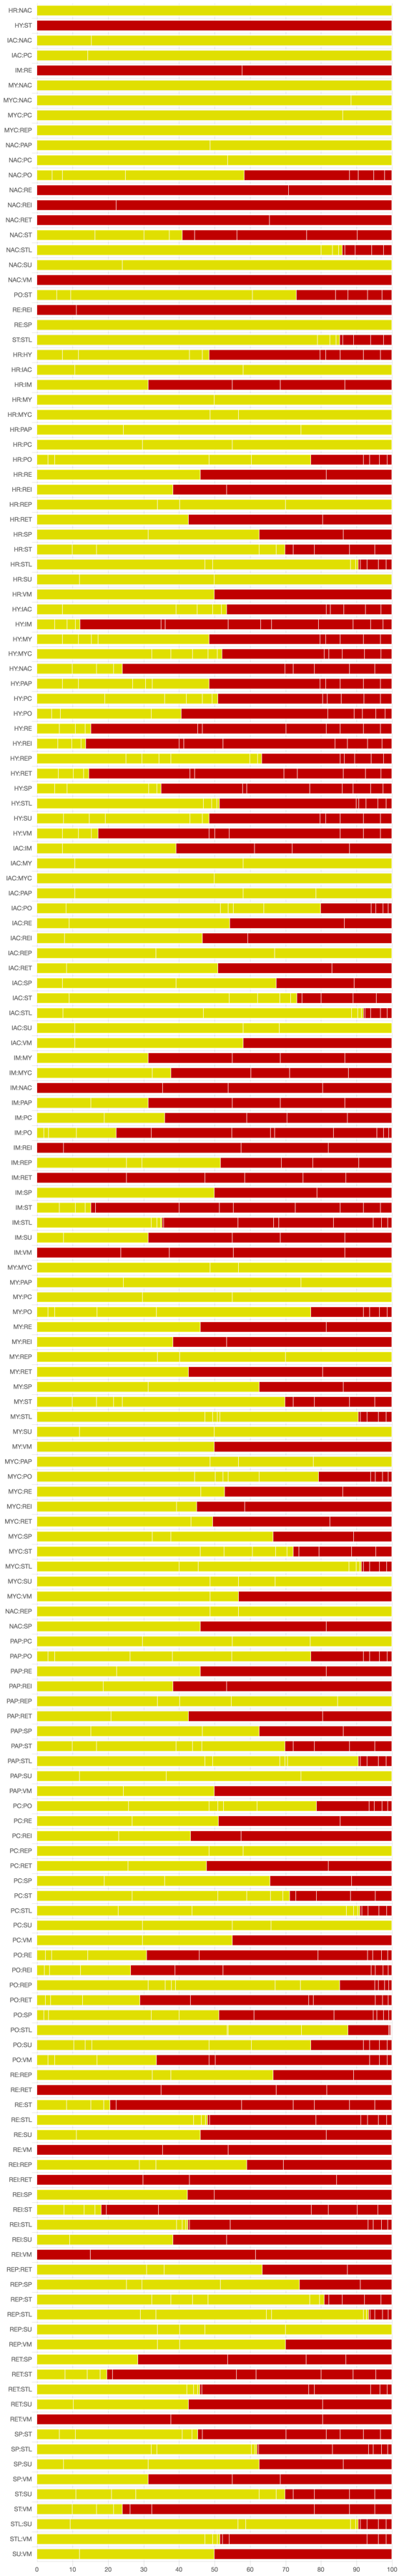 HR:NAC
HY:ST
IAC:NAC
IAC:PC
IM:RE
MY:NAC
MYC:NAC
MYC:PC
MYC:REP
NAC:PAP
NAC:PC
NAC:PO
NAC:RE
NAC:REI
NAC:RET
NAC:ST
NAC:STL
NAC:SU
NAC:VM
PO:ST
RE:REI
RE:SP
ST:STL
HR:HY
HR:IAC
HR:IM
HR:MY
HR:MYC
HR:PAP
HR:PC
HR:PO
HR:RE
HR:REI
HR:REP
HR:RET
HR:SP
HR:ST
HR:STL
HR:SU
HR:VM
HY:IAC
HY:IM
HY:MY
HY:MYC
HY:NAC
HY:PAP
HY:PC
HY:PO
HY:RE
HY:REI
HY:REP
HY:RET
HY:SP
HY:STL
HY:SU
HY:VM
IAC:IM
IAC:MY
IAC:MYC
IAC:PAP
IAC:PO
IAC:RE
IAC:REI
IAC:REP
IAC:RET
IAC:SP
IAC:ST
IAC:STL
IAC:SU
IAC:VM
IM:MY
IM:MYC
IM:NAC
IM:PAP
IM:PC
IM:PO
IM:REI
IM:REP
IM:RET
IM:SP
IM:ST
IM:STL
IM:SU
IM:VM
MY:MYC
MY:PAP
MY:PC
MY:PO
MY:RE
MY:REI
MY:REP
MY:RET
MY:SP
MY:ST
MY:STL
MY:SU
MY:VM
MYC:PAP
MYC:PO
MYC:RE
MYC:REI
MYC:RET
MYC:SP
MYC:ST
MYC:STL
MYC:SU
MYC:VM
NAC:REP
NAC:SP
PAP:PC
PAP:PO
PAP:RE
PAP:REI
PAP:REP
PAP:RET
PAP:SP
PAP:ST
PAP:STL
PAP:SU
PAP:VM
PC:PO
PC:RE
PC:REI
PC:REP
PC:RET
PC:SP
PC:ST
PC:STL
PC:SU
PC:VM
PO:RE
PO:REI
PO:REP
PO:RET
PO:SP
PO:STL
PO:SU
PO:VM
RE:REP
RE:RET
RE:ST
RE:STL
RE:SU
RE:VM
REI:REP
REI:RET
REI:SP
REI:ST
REI:STL
REI:SU
REI:VM
REP:RET
REP:SP
REP:ST
REP:STL
REP:SU
REP:VM
RET:SP
RET:ST
RET:STL
RET:SU
RET:VM
SP:ST
SP:STL
SP:SU
SP:VM
ST:SU
ST:VM
STL:SU
STL:VM
SU:VM
0 10 20 30 40 50 60 70 80 90 100